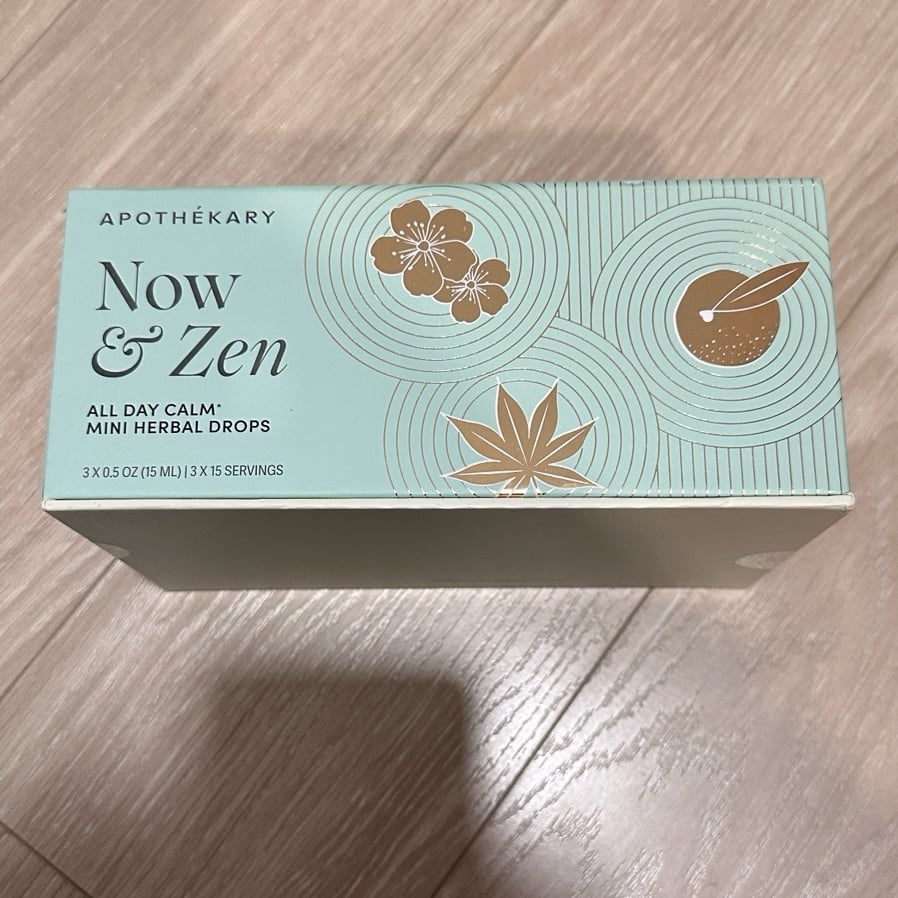 APOTHÉKARY
Now
& Zen
ALL DAY CALM*
MINI HERBAL DROPS
3 X 0.5 OZ (15 ML) | 3 X 15 SERVINGS